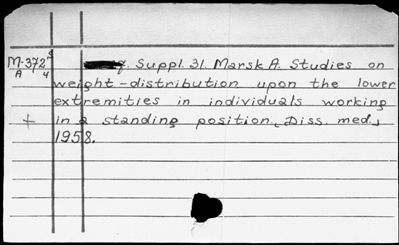 M-372 g. Suppl. 31. Marsk A. Studies on
A 4 weight-distribution upon the lower
extremities in individuals working
+ in a standing position. Diss. med.,
1958.